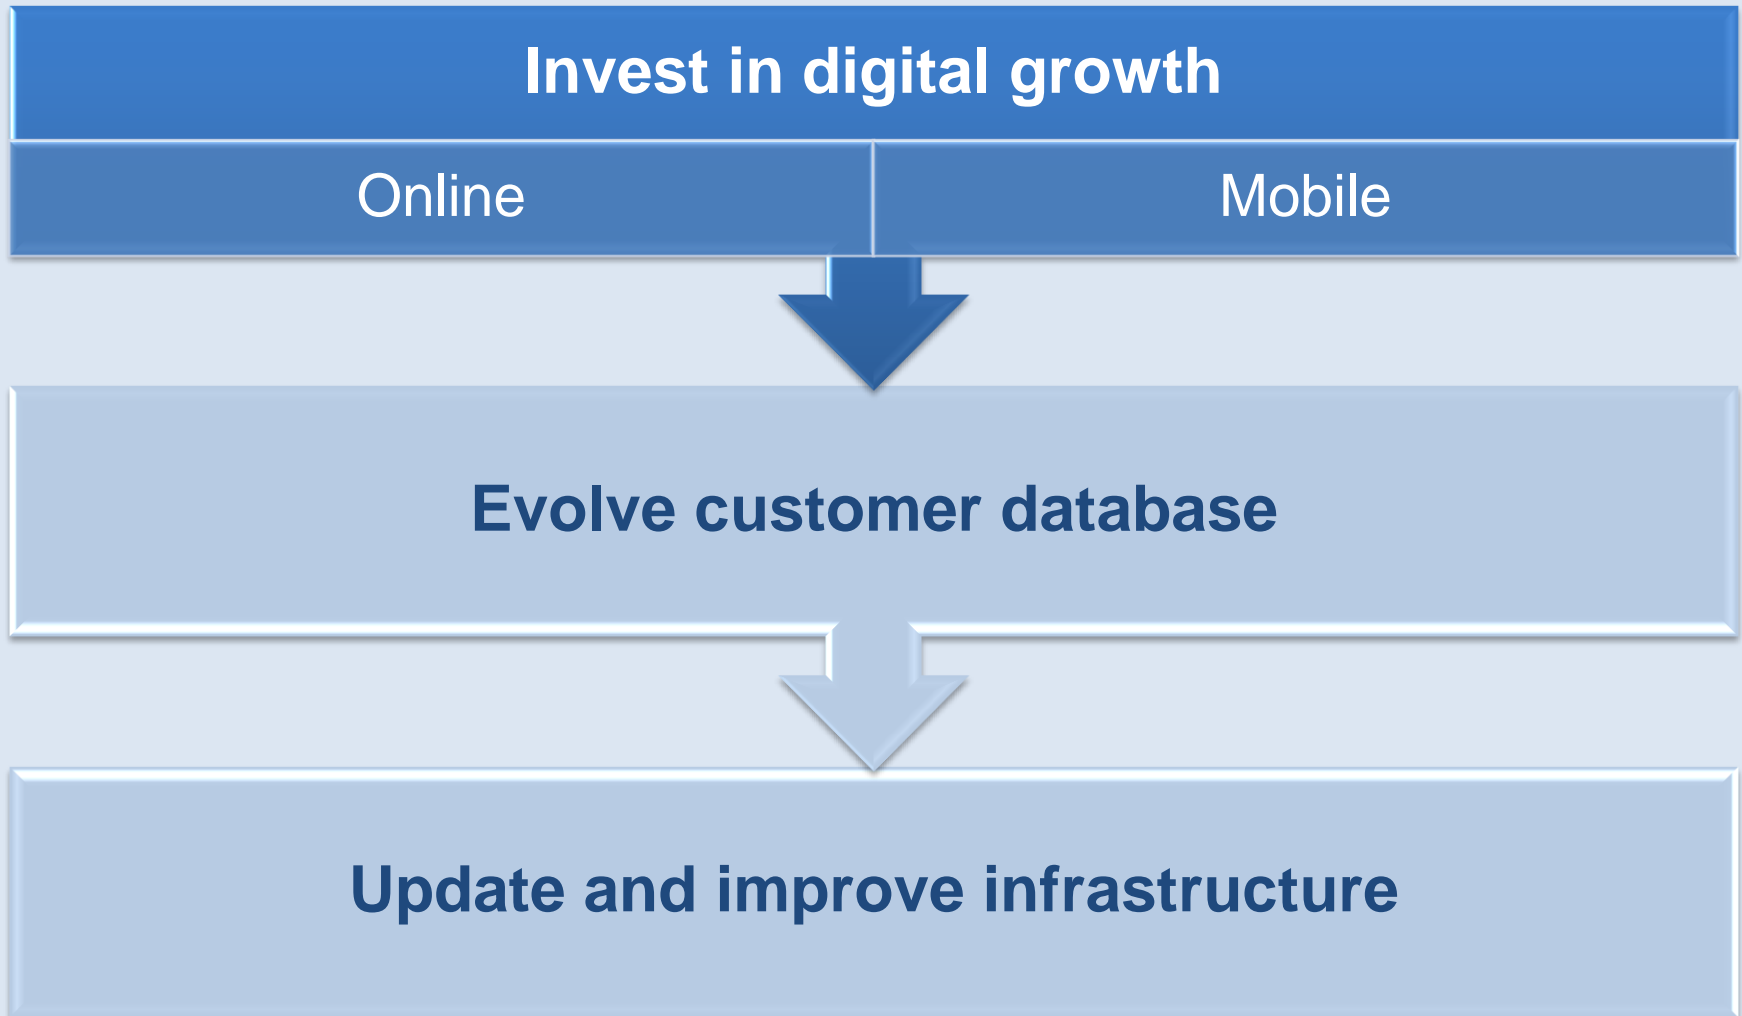 Invest in digital growth
Online
Mobile
Evolve customer database
Update and improve infrastructure